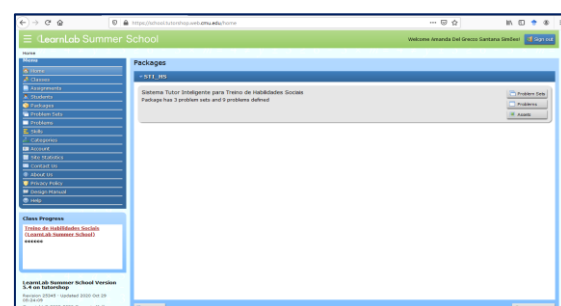 https://school.tutorshop.web.cmu.edu/home
LearnLab Summer School
Welcome Amanda Del Greco Santana Simões!
Sign out
Home
Menu
Home
Classes
Assignments
Students
Packages
Problem Sets
Problems
Skills
Categories
Account
Site Statistics
Contact Us
About Us
Privacy Policy
Design Manual
Help
Class Progress
Treino de Habilidades Sociais
(LearnLab Summer School)
######
LearnLab Summer School Version
5.4 on tutorshop
Packages
Sistema Tutor Inteligente para Treino de Habilidades Sociais
Package has 3 problem sets and 9 problems defined
Problem Sets
Problems
Assets